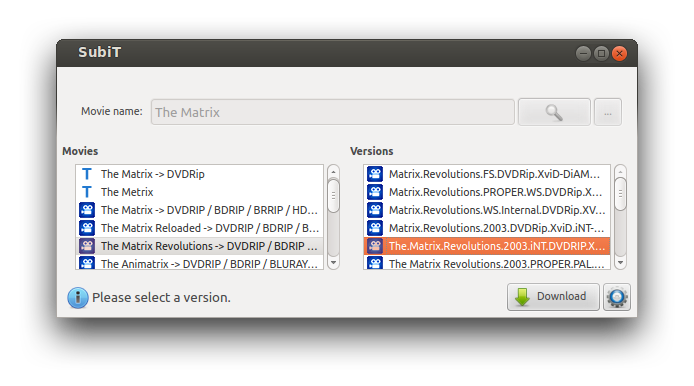 SubiT
Movie name: The Matrix ...
Movies
The Matrix -> DVDRip
The Metrix
The Matrix -> DVDRIP / BDRIP / BRRIP / HD...
The Matrix Reloaded -> DVDRIP / BDRIP / B...
The Matrix Revolutions -> DVDRIP / BDRIP ...
The Animatrix -> DVDRIP / BDRIP / BLURAY...
Versions
Matrix.Revolutions.FS.DVDRip.XviD-DiAM...
Matrix.Revolutions.PROPER.WS.DVDRip.X...
Matrix.Revolutions.WS.Internal.DVDRip.XV...
Matrix.Revolutions.2003.DVDRip.XviD.iNT-...
The.Matrix.Revolutions.2003.iNT.DVDRIP.X...
The Matrix Revolutions.2003.PROPER.PAL....
Please select a version.
Download